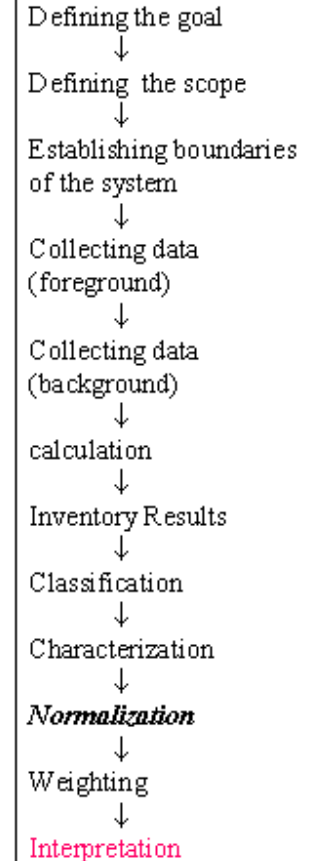 Defining the goal
↓
Defining the scope
↓
Establishing boundaries
of the system
↓
Collecting data
(foreground)
↓
Collecting data
(background)
↓
calculation
↓
Inventory Results
↓
Classification
↓
Characterization
↓
Normalization
↓
Weighting
↓
Interpretation